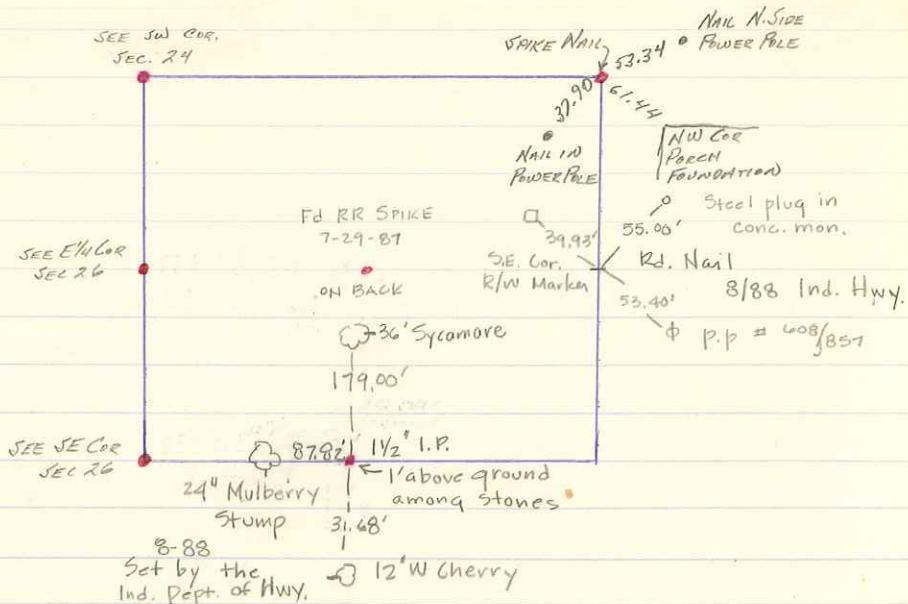 SEE SW COR.
SEC. 24
SPIKE NAIL
53.34
NAIL N. SIDE
POWER POLE
37.90
61.44
NAIL IN
POWER POLE
NW COR
PORCH
FOUNDATION
Steel plug in
conc. mon.
55.00'
Fd RR SPIKE
7-29-87
ON BACK
39.93'
S.E. Cor.
R/W Marker
Rd. Nail
8/88 Ind. Hwy.
53.40'
p.p # 608/857
SEE E1/4 COR
SEC 26
36' Sycamore
179.00'
SEE SE COR
SEC 26
87.82'
1 1/2" I.P.
1' above ground
among stones
24" Mulberry
Stump
31.68'
8-88
Set by the
Ind. Dept. of Hwy.
12" W Cherry